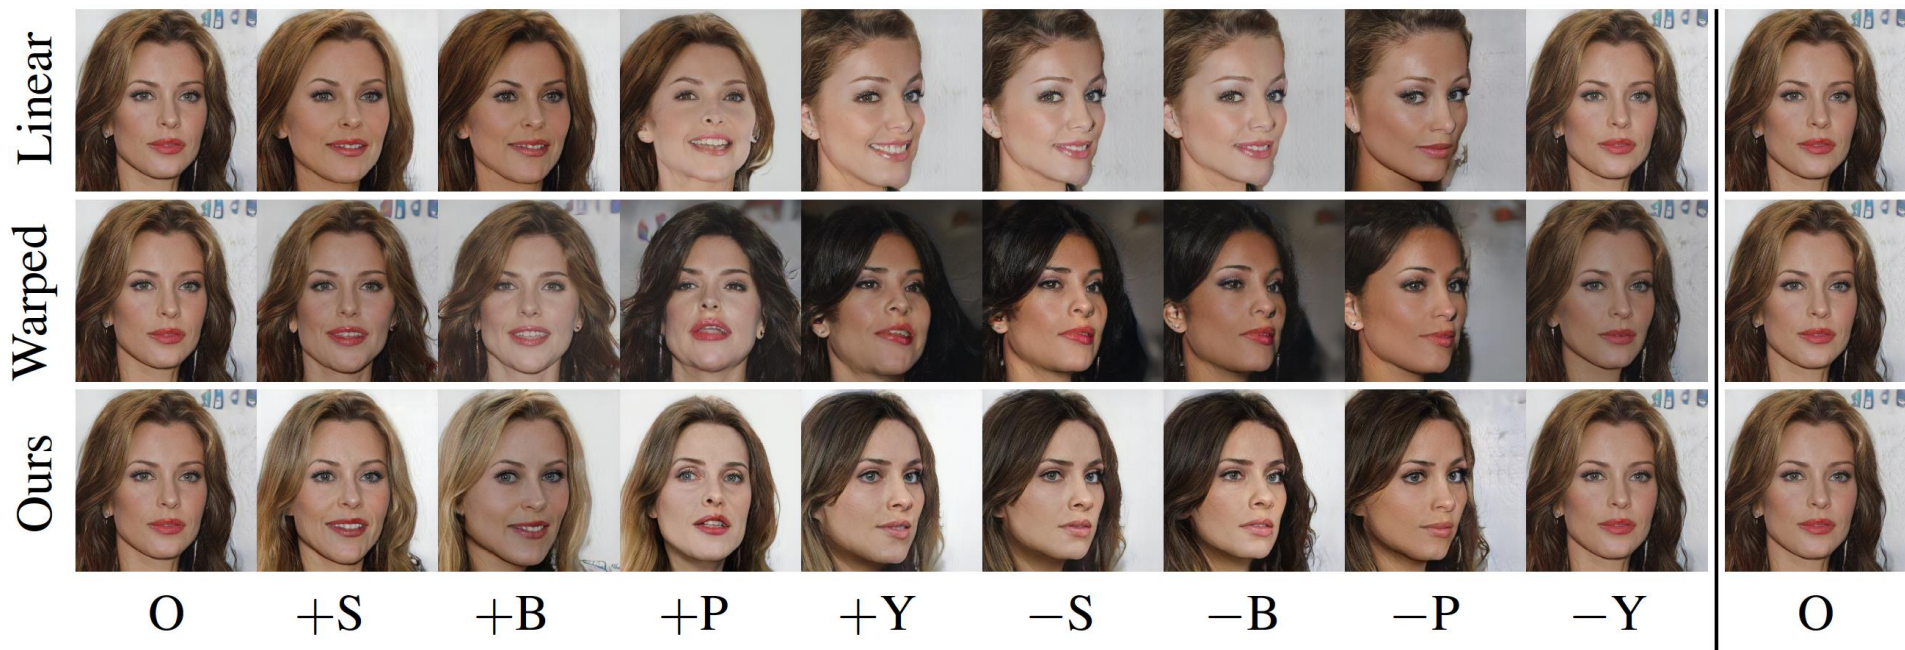 Linear
Warped
Ours
O +S +B +P +Y −S −B −P −Y O